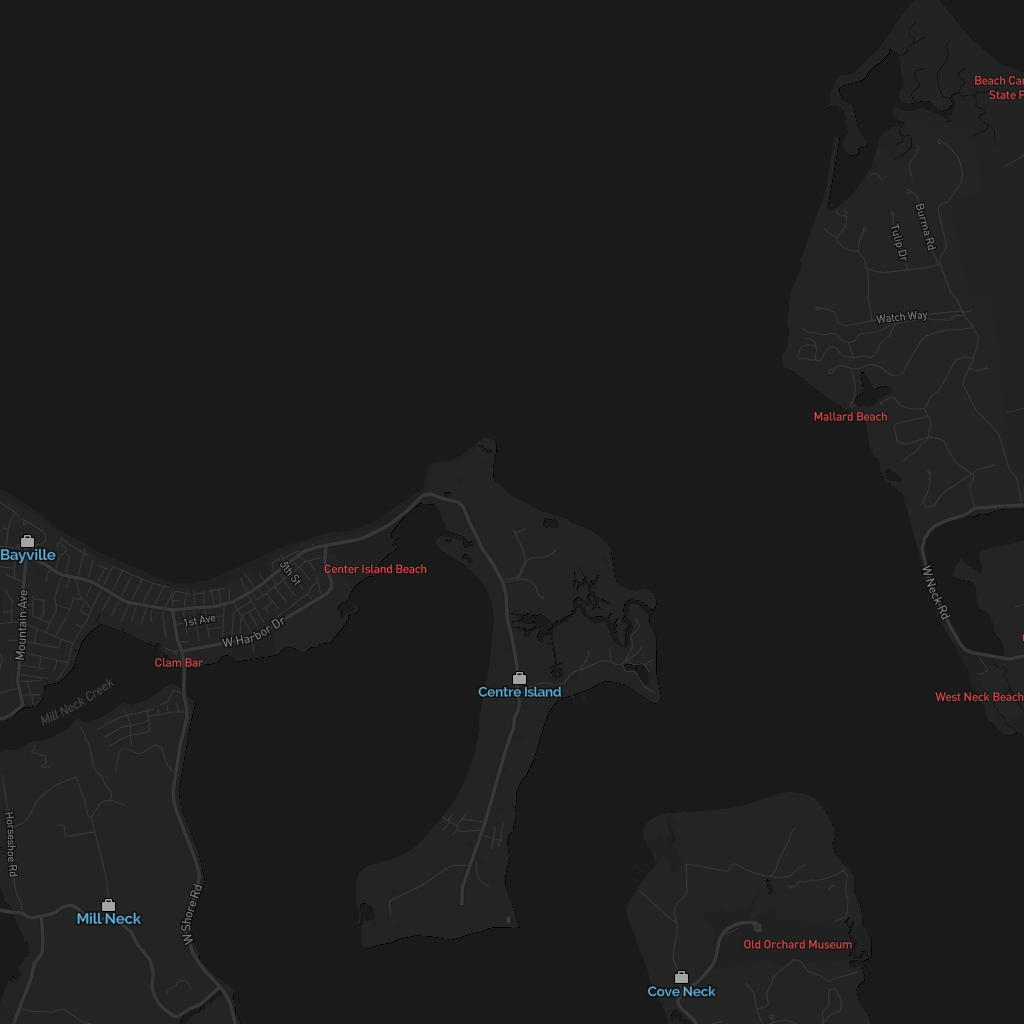 Beach Car
State P
Burma Rd
Tulip Dr
Watch Way
Mallard Beach
Bayville
Center Island Beach
5th St
W Neck Rd
Mountain Ave
1st Ave
W Harbor Dr
Clam Bar
Centre Island
West Neck Beach
Mill Neck Creek
Horseshoe Rd
W Shore Rd
Mill Neck
Old Orchard Museum
Cove Neck